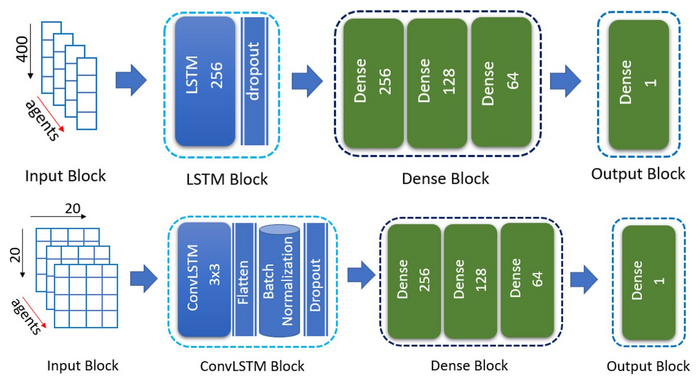 400
agents
Input Block
LSTM
256
dropout
LSTM Block
Dense
256
Dense
128
Dense
64
Dense Block
Dense
1
Output Block
20
20
agents
Input Block
ConvLSTM
3x3
Flatten
Batch
Normalization
Dropout
ConvLSTM Block
Dense
256
Dense
128
Dense
64
Dense Block
Dense
1
Output Block